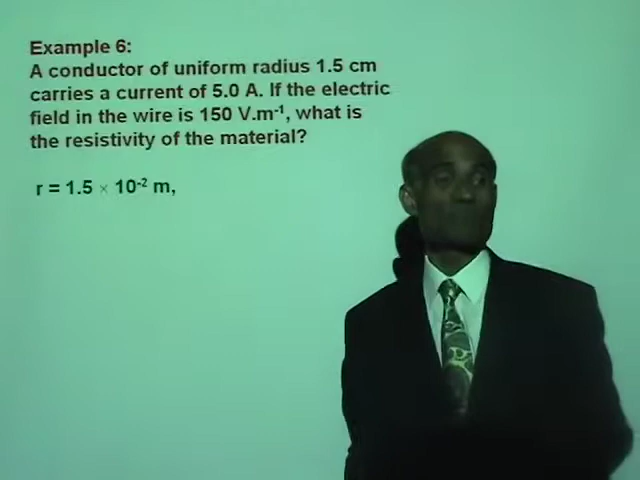 Example 6:
A conductor of uniform radius 1.5 cm
carries a current of 5.0 A. If the electric
field in the wire is 150 V.m⁻¹, what is
the resistivity of the material?
r = 1.5 × 10⁻² m,